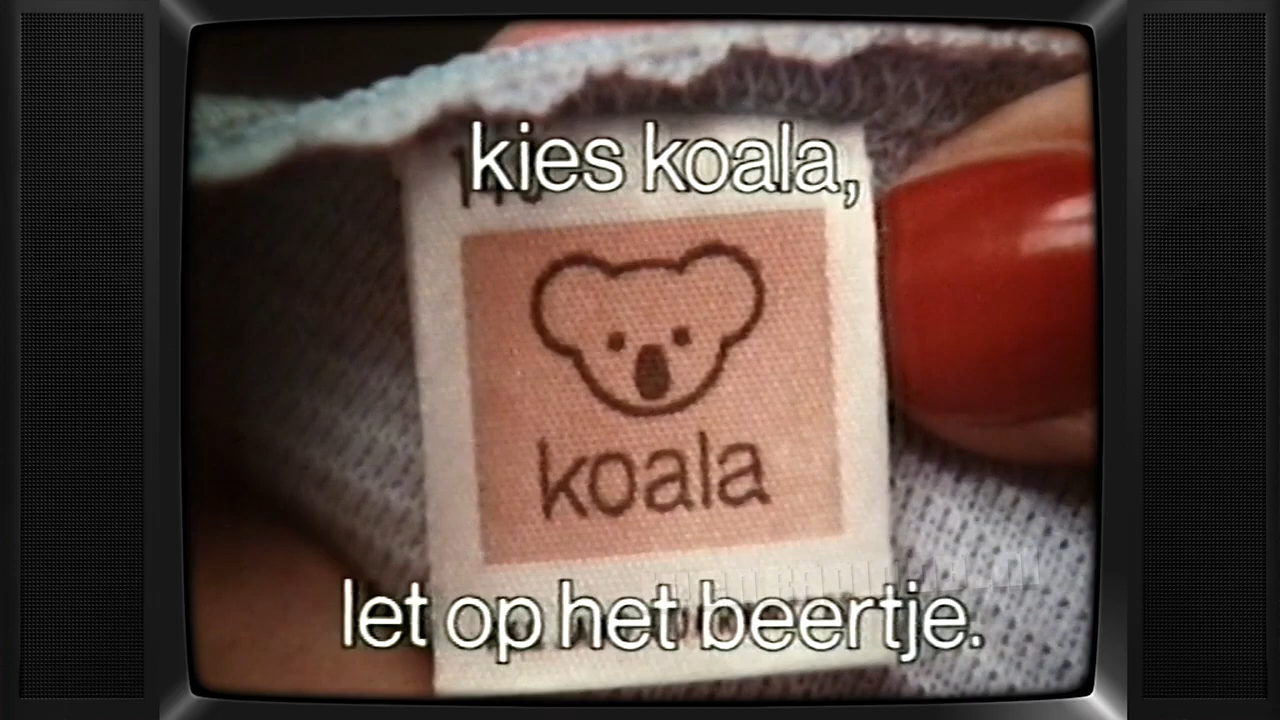 kies koala,
koala
let op het beertje.